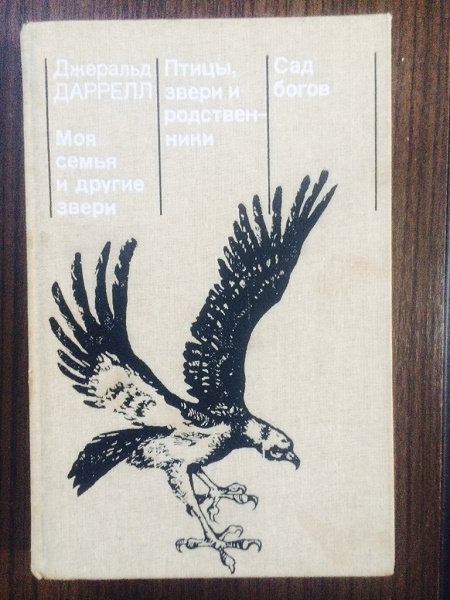 Джеральд
ДАРРЕЛЛ
Моя
семья
и другие
звери
Птицы,
звери и
родствен-
ники
Сад
богов